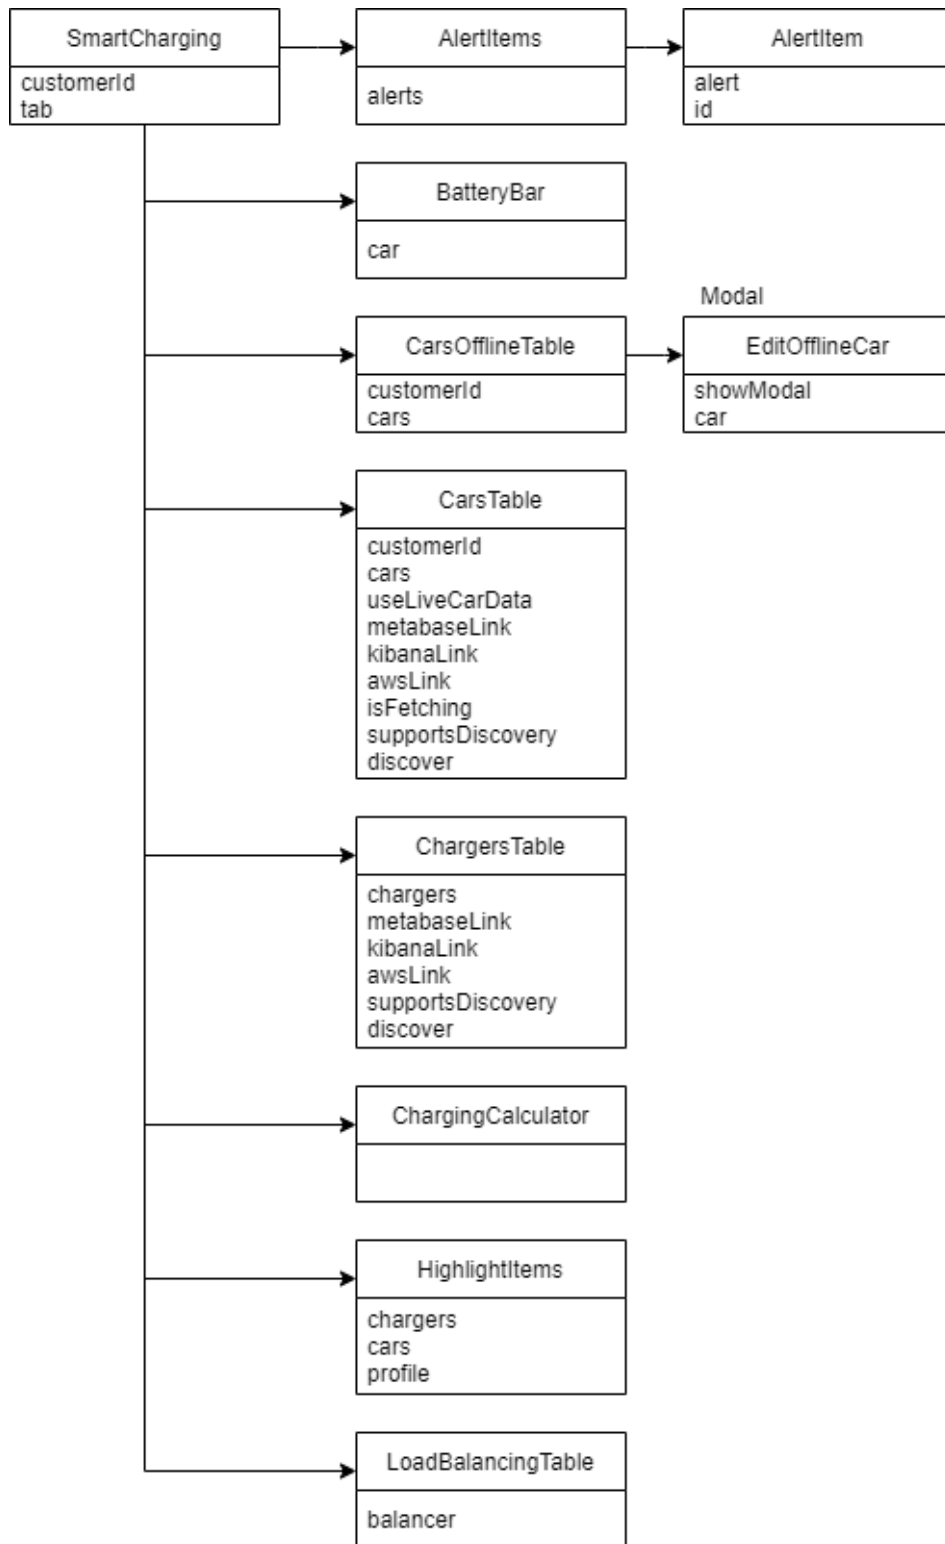 SmartCharging
customerId
tab
AlertItems
alerts
AlertItem
alert
id
BatteryBar
car
CarsOfflineTable
customerId
cars
Modal
EditOfflineCar
showModal
car
CarsTable
customerId
cars
useLiveCarData
metabaseLink
kibanaLink
awsLink
isFetching
supportsDiscovery
discover
ChargersTable
chargers
metabaseLink
kibanaLink
awsLink
supportsDiscovery
discover
ChargingCalculator
HighlightItems
chargers
cars
profile
LoadBalancingTable
balancer